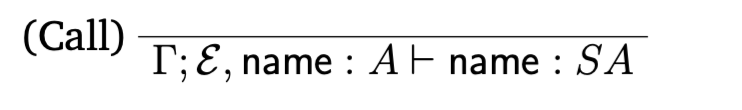 (Call) Γ; ℰ, name : A ⊢ name : SA